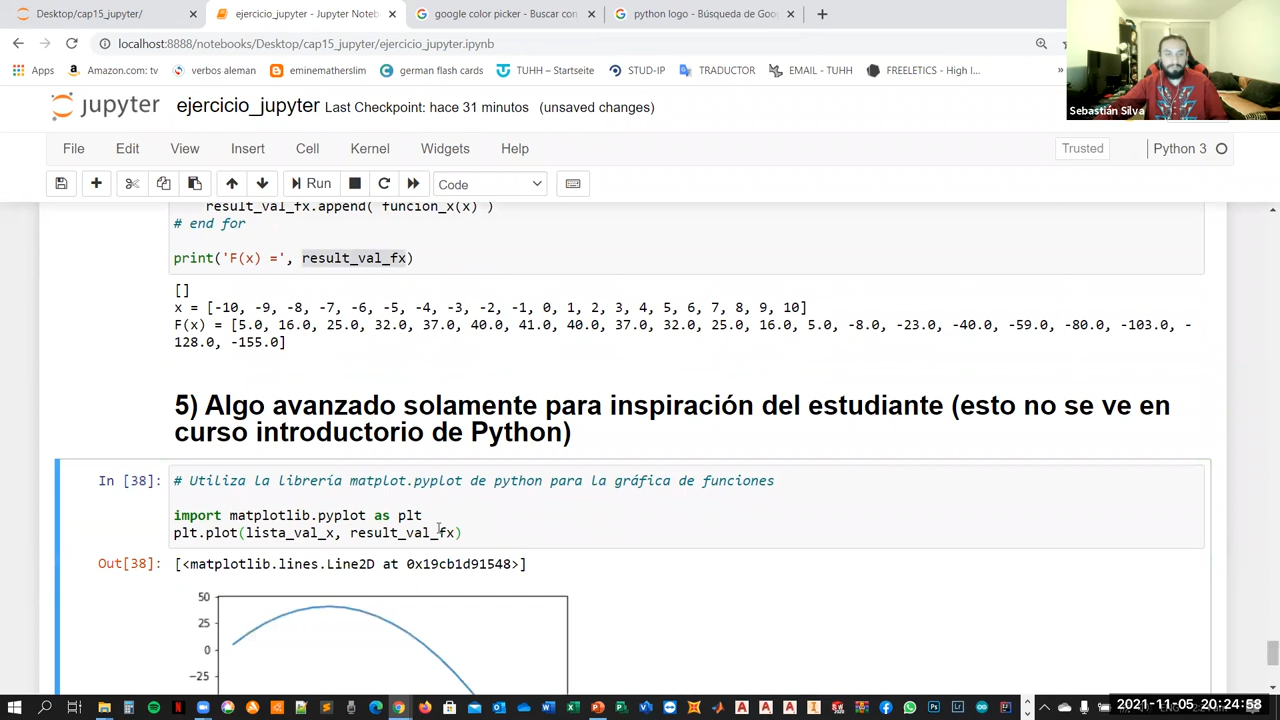 Desktop/cap15_jupyter/
ejercicio_jupyter - Jupyter Noteb
google color picker - Buscar con
python logo - Búsqueda de Goo
localhost:8888/notebooks/Desktop/cap15_jupyter/ejercicio_jupyter.ipynb
Apps
Amazon.com: tv
verbos aleman
eminematherslim
german flash cards
TUHH – Startseite
STUD-IP
TRADUCTOR
EMAIL - TUHH
FREELETICS - High I...
Sebastián Silva
jupyter ejercicio_jupyter Last Checkpoint: hace 31 minutos (unsaved changes)
File Edit View Insert Cell Kernel Widgets Help
Trusted
Python 3
Run
Code
result_val_fx.append( funcion_x(x) )
# end for
print('F(x) =', result_val_fx)
[]
x = [-10, -9, -8, -7, -6, -5, -4, -3, -2, -1, 0, 1, 2, 3, 4, 5, 6, 7, 8, 9, 10]
F(x) = [5.0, 16.0, 25.0, 32.0, 37.0, 40.0, 41.0, 40.0, 37.0, 32.0, 25.0, 16.0, 5.0, -8.0, -23.0, -40.0, -59.0, -80.0, -103.0, -
128.0, -155.0]
5) Algo avanzado solamente para inspiración del estudiante (esto no se ve en
curso introductorio de Python)
In [38]:
# Utiliza la librería matplot.pyplot de python para la gráfica de funciones
import matplotlib.pyplot as plt
plt.plot(lista_val_x, result_val_fx)
Out[38]:
[<matplotlib.lines.Line2D at 0x19cb1d91548>]
50
25
0
−25
2021-11-05 20:24:58